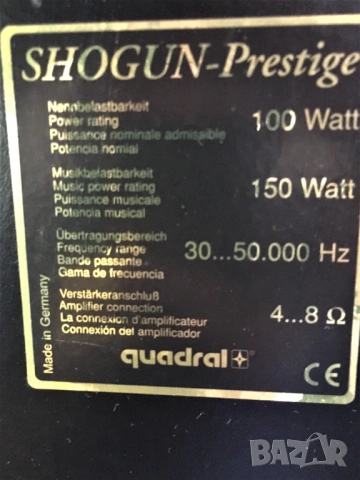 SHOGUN-Prestige
Nennbelastbarkeit
Power rating
Puissance nominale admissible
Potencia nomial
100 Watt
Musikbelastbarkeit
Music power rating
Puissance musicale
Potencia musical
150 Watt
Übertragungsbereich
Frequency range
Bande passante
Gama de frecuencia
30...50.000 Hz
Verstärkeranschluß
Amplifier connection
La connexion d'amplificateur
Connexión del amplificador
4...8 Ω
Made in Germany
quadral
CE
BAZAR